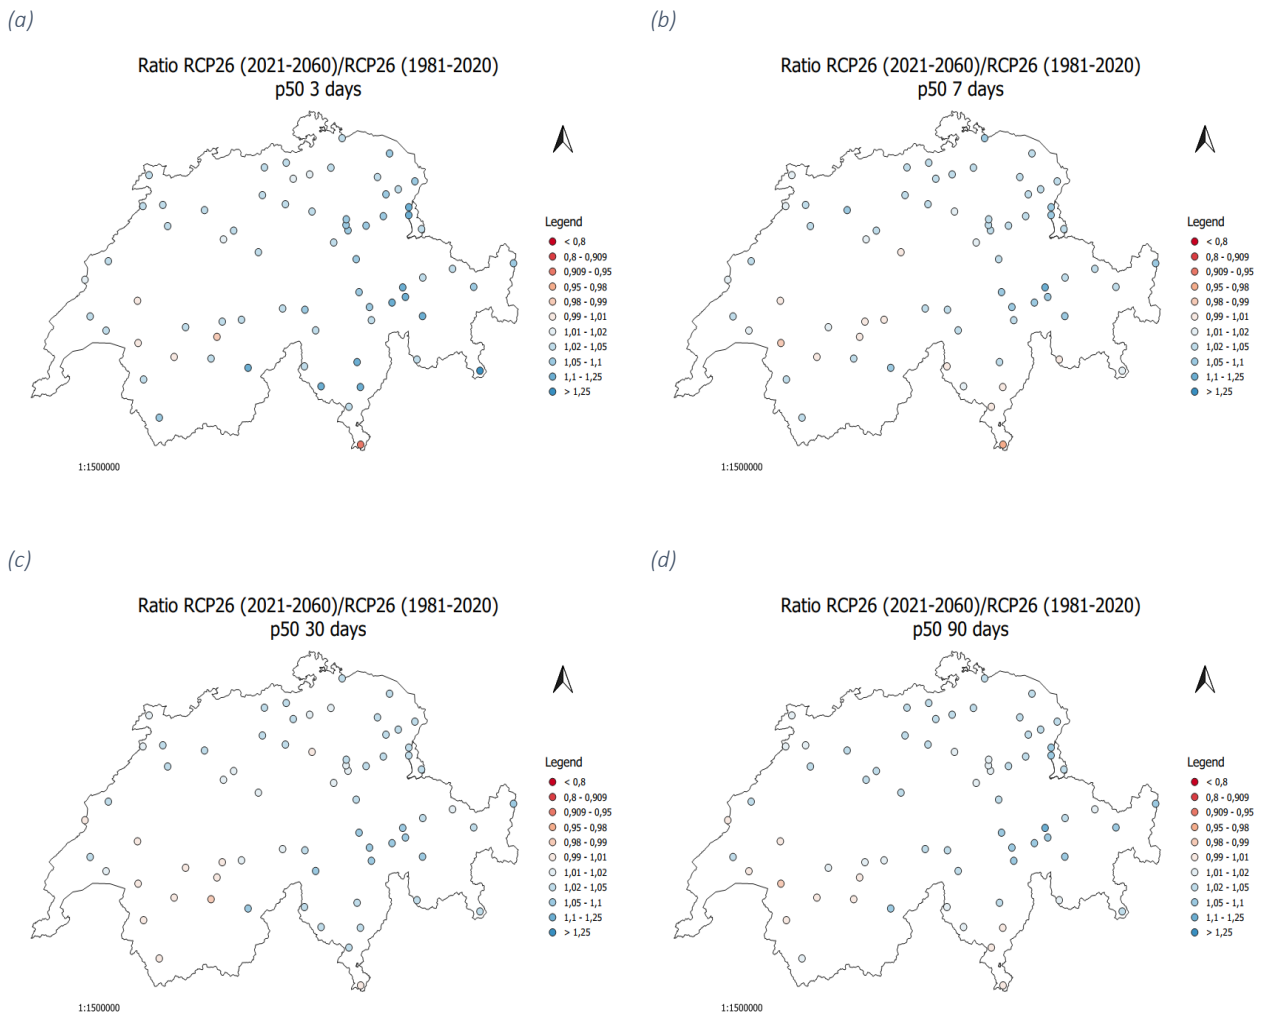 (a)
Ratio RCP26 (2021-2060)/RCP26 (1981-2020)
p50 3 days
Legend
< 0,8
0,8 - 0,909
0,909 - 0,95
0,95 - 0,98
0,98 - 0,99
0,99 - 1,01
1,01 - 1,02
1,02 - 1,05
1,05 - 1,1
1,1 - 1,25
> 1,25
1:1500000
(b)
Ratio RCP26 (2021-2060)/RCP26 (1981-2020)
p50 7 days
Legend
< 0,8
0,8 - 0,909
0,909 - 0,95
0,95 - 0,98
0,98 - 0,99
0,99 - 1,01
1,01 - 1,02
1,02 - 1,05
1,05 - 1,1
1,1 - 1,25
> 1,25
1:1500000
(c)
Ratio RCP26 (2021-2060)/RCP26 (1981-2020)
p50 30 days
Legend
< 0,8
0,8 - 0,909
0,909 - 0,95
0,95 - 0,98
0,98 - 0,99
0,99 - 1,01
1,01 - 1,02
1,02 - 1,05
1,05 - 1,1
1,1 - 1,25
> 1,25
1:1500000
(d)
Ratio RCP26 (2021-2060)/RCP26 (1981-2020)
p50 90 days
Legend
< 0,8
0,8 - 0,909
0,909 - 0,95
0,95 - 0,98
0,98 - 0,99
0,99 - 1,01
1,01 - 1,02
1,02 - 1,05
1,05 - 1,1
1,1 - 1,25
> 1,25
1:1500000